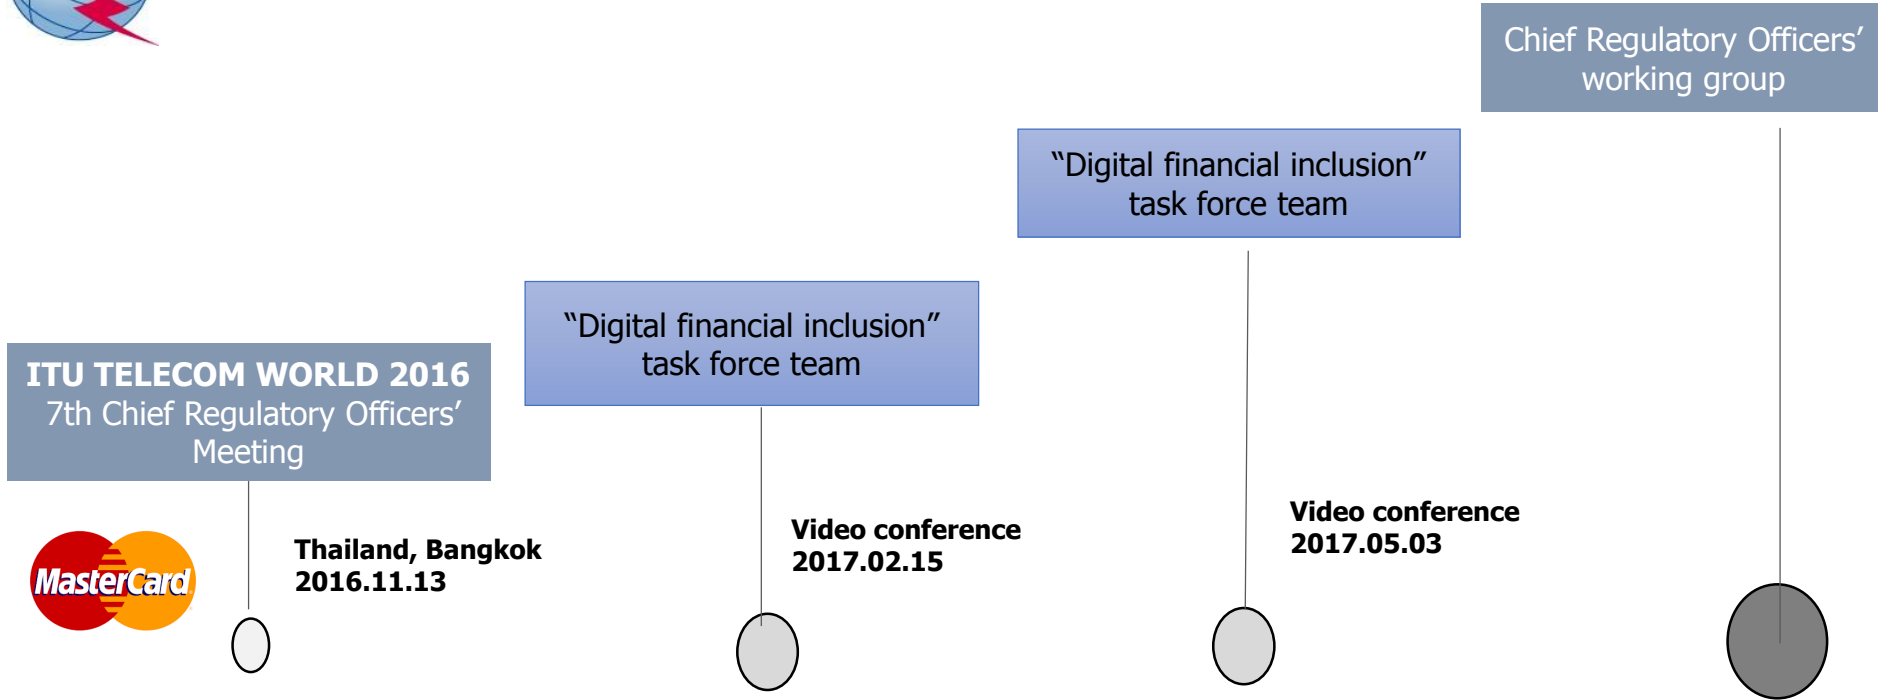 Chief Regulatory Officers’
working group
“Digital financial inclusion”
task force team
“Digital financial inclusion”
task force team
ITU TELECOM WORLD 2016
7th Chief Regulatory Officers’
Meeting
MasterCard
Thailand, Bangkok
2016.11.13
Video conference
2017.02.15
Video conference
2017.05.03